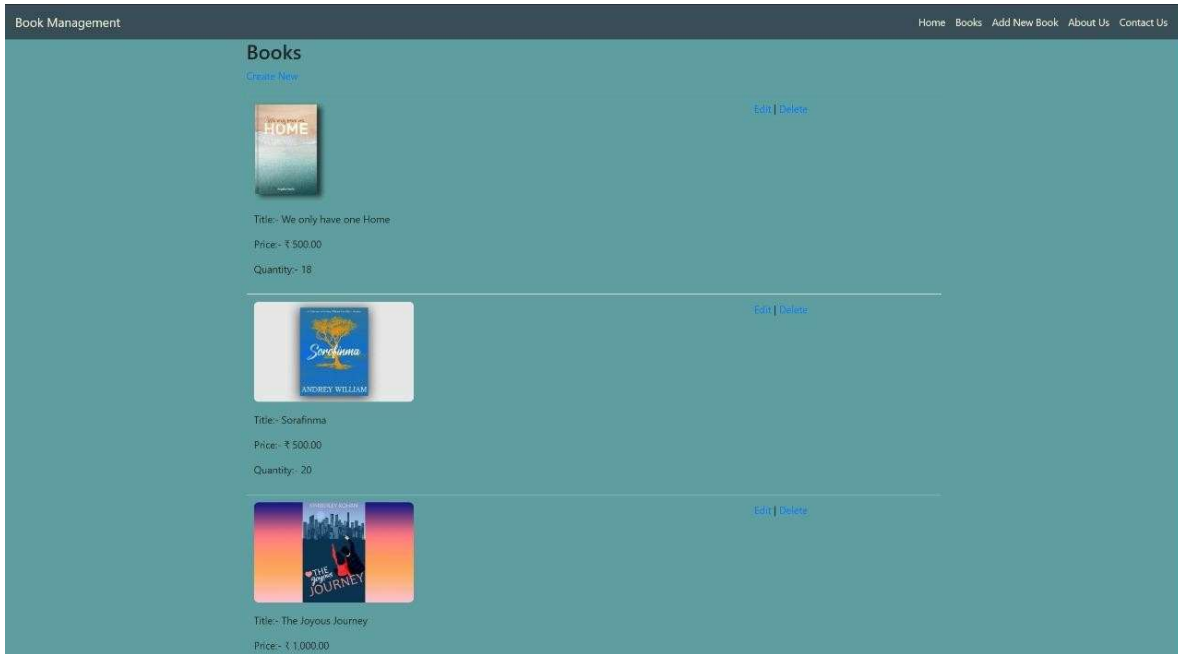 Book Management
Home Books Add New Book About Us Contact Us
Books
Create New
HOME
Edit | Delete
Title:- We only have one Home
Price:- ₹ 500.00
Quantity:- 18
Sorafinma
ANDREY WILLIAM
Edit | Delete
Title:- Sorafinma
Price:- ₹ 500.00
Quantity:- 20
THE
Joyous
JOURNEY
Edit | Delete
Title:- The Joyous Journey
Price:- ₹ 1,000.00